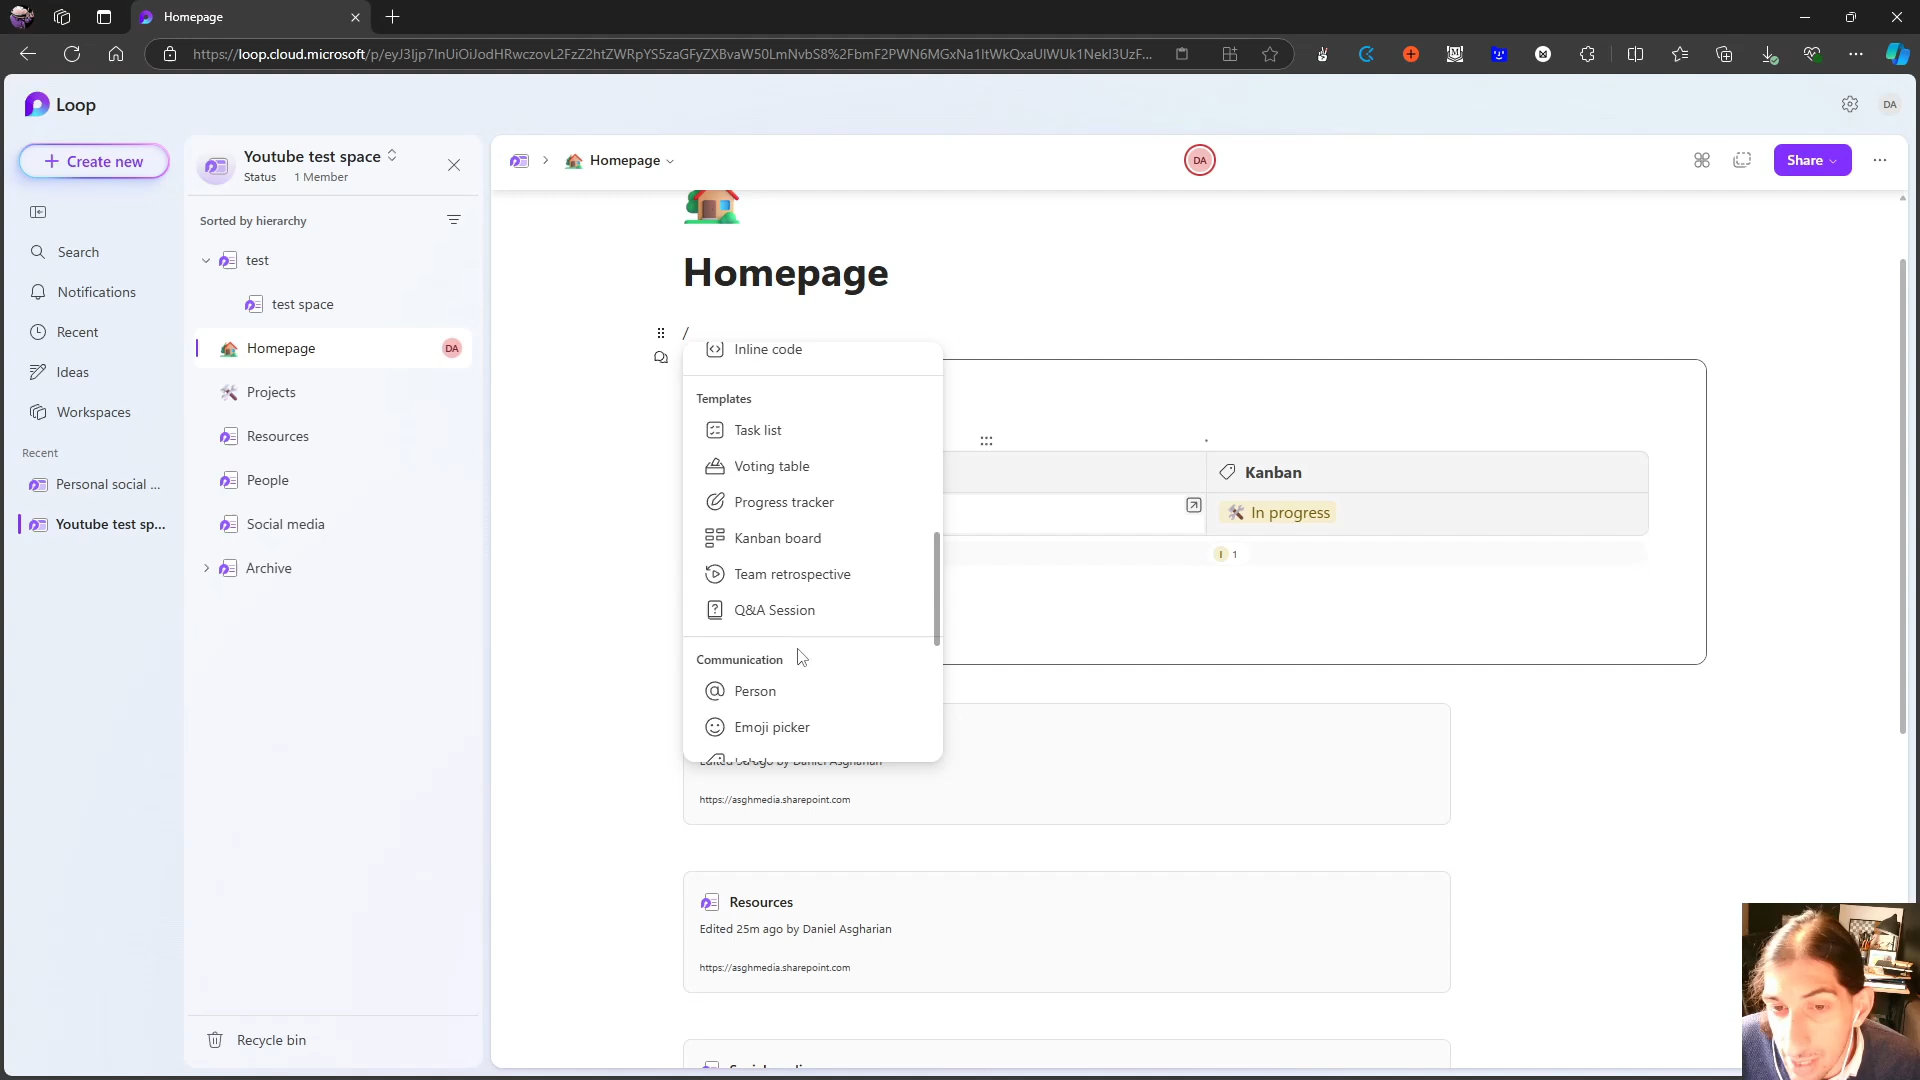 Homepage
https://loop.cloud.microsoft/p/eyJ3Ijp7InUiOiJodHRwczovL2FzZ2htZWRpYS5zaGFyZXBvaW50LmNvbS8%2FbmF2PWN6MGxNa1ltWkQxaUlWUk1Nekl3UzF...
Loop
DA
Create new
Search
Notifications
Recent
Ideas
Workspaces
Recent
Personal social ...
Youtube test sp...
Youtube test space
Status 1 Member
Sorted by hierarchy
test
test space
Homepage DA
Projects
Resources
People
Social media
Archive
Recycle bin
Homepage
DA
Share
Homepage
/
Inline code
Templates
Task list
Voting table
Progress tracker
Kanban board
Team retrospective
Q&A Session
Communication
Person
Emoji picker
Kanban
In progress
I 1
by Daniel Asgharian
https://asghmedia.sharepoint.com
Resources
Edited 25m ago by Daniel Asgharian
https://asghmedia.sharepoint.com